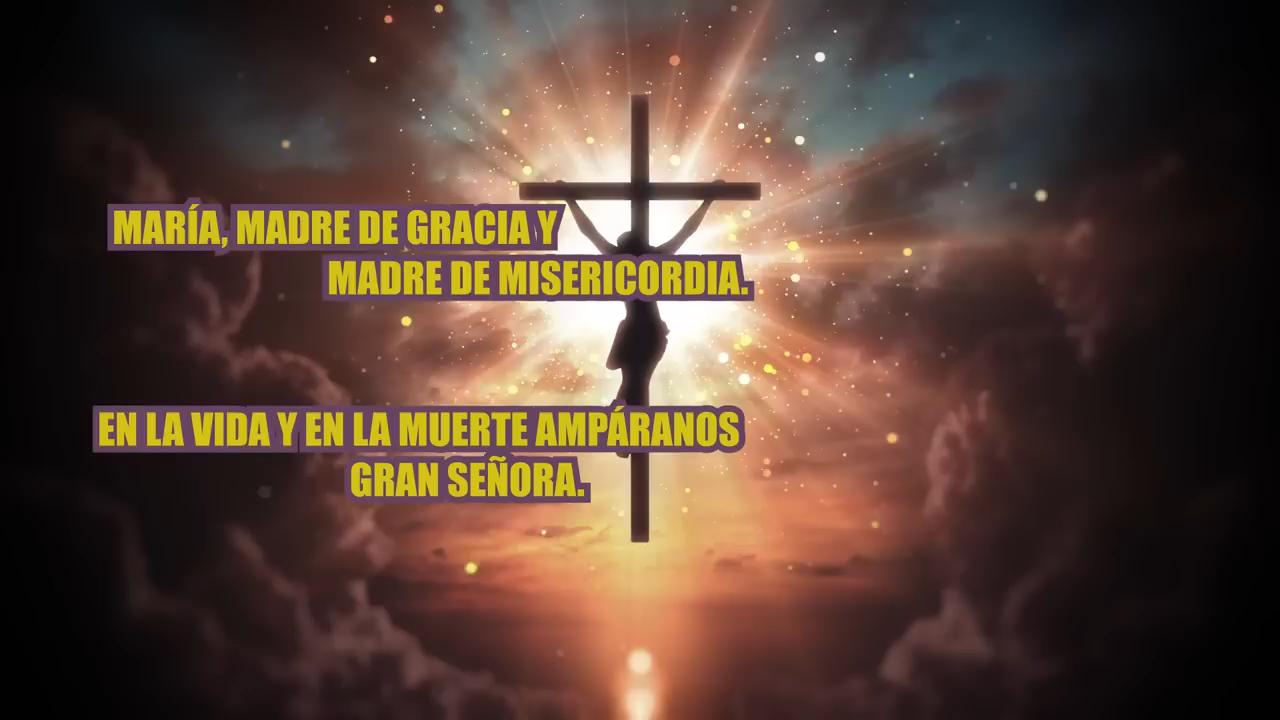 MARÍA, MADRE DE GRACIA Y
MADRE DE MISERICORDIA.
EN LA VIDA Y EN LA MUERTE AMPÁRANOS
GRAN SEÑORA.